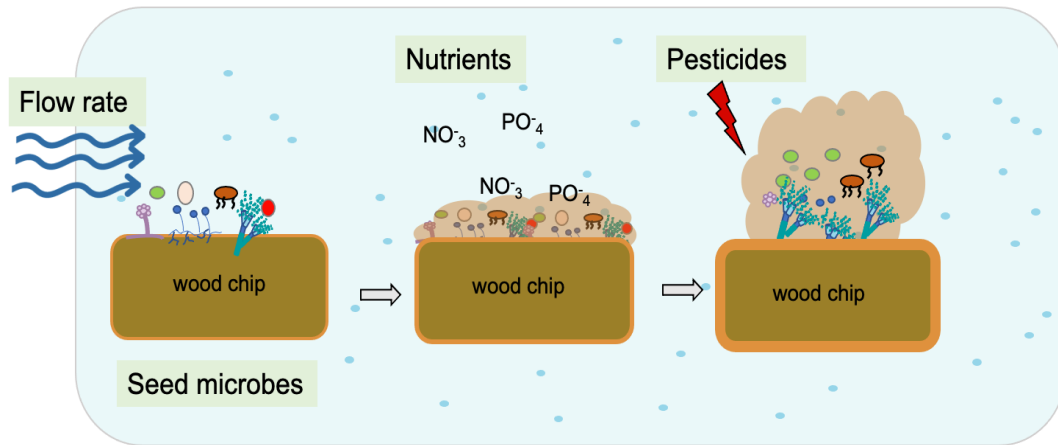 Nutrients
Pesticides
Flow rate
NO⁻₃
PO⁻₄
NO⁻₃
PO⁻₄
wood chip
wood chip
wood chip
Seed microbes